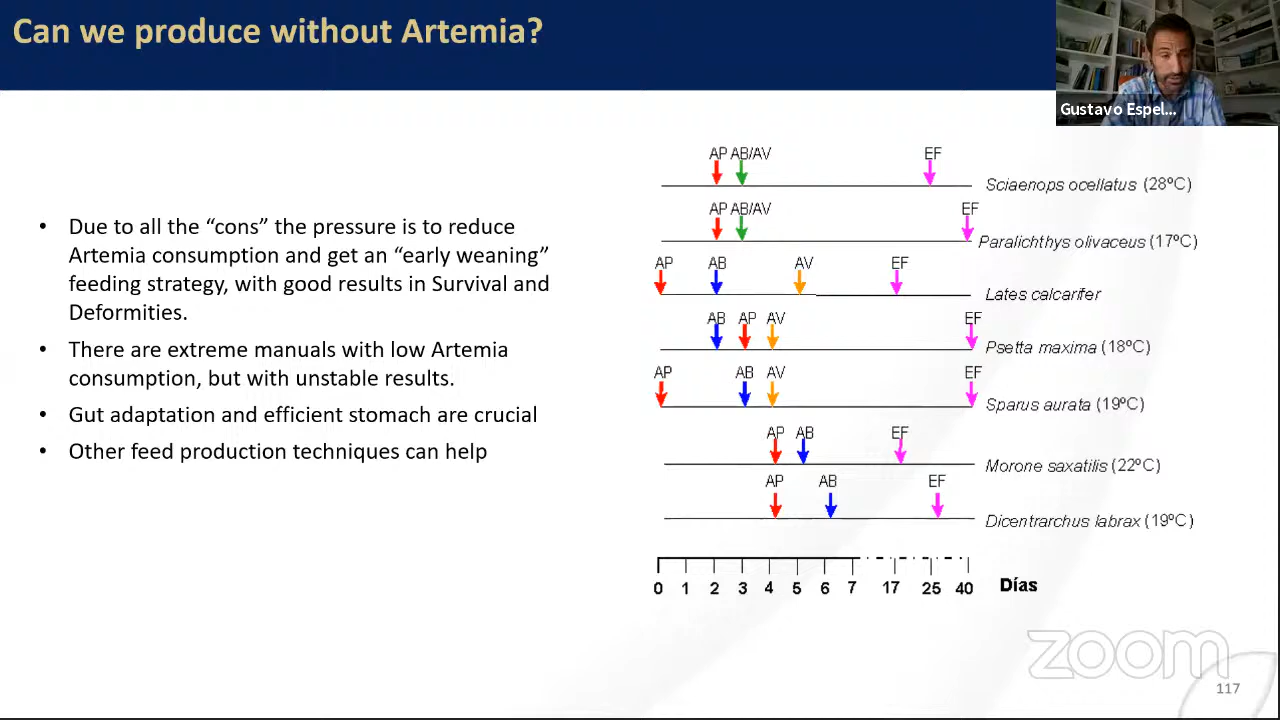 Can we produce without Artemia?
Gustavo Espel...
• Due to all the “cons” the pressure is to reduce
Artemia consumption and get an “early weaning”
feeding strategy, with good results in Survival and
Deformities.
• There are extreme manuals with low Artemia
consumption, but with unstable results.
• Gut adaptation and efficient stomach are crucial
• Other feed production techniques can help
AP AB/AV EF
Sciaenops ocellatus (28ºC)
AP AB/AV EF
Paralichthys olivaceus (17ºC)
AP AB AV EF
Lates calcarifer
AB AP AV EF
Psetta maxima (18ºC)
AP AB AV EF
Sparus aurata (19ºC)
AP AB EF
Morone saxatilis (22ºC)
AP AB EF
Dicentrarchus labrax (19ºC)
0 1 2 3 4 5 6 7 17 25 40 Días
zoom
117